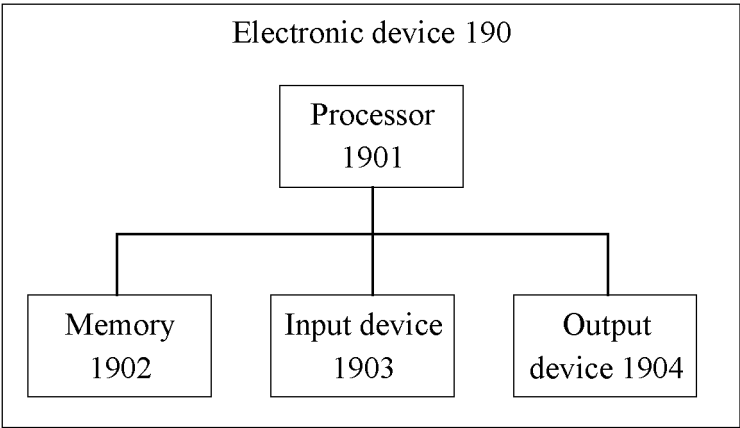 Electronic device 190
Processor
1901
Memory
1902
Input device
1903
Output
device 1904